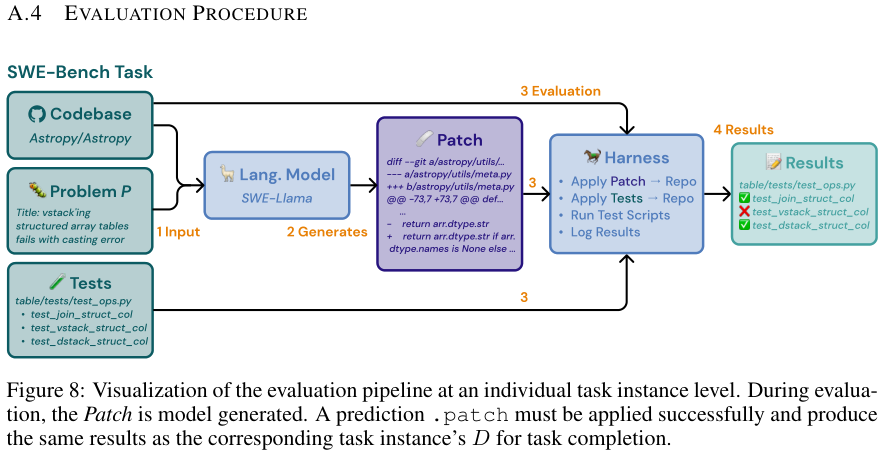 A.4 EVALUATION PROCEDURE
SWE-Bench Task
Codebase
Astropy/Astropy
Problem P
Title: vstack'ing
structured array tables
fails with casting error
Tests
table/tests/test_ops.py
• test_join_struct_col
• test_vstack_struct_col
• test_dstack_struct_col
1 Input
Lang. Model
SWE-Llama
2 Generates
Patch
diff --git a/astropy/utils/...
--- a/astropy/utils/meta.py
+++ b/astropy/utils/meta.py
@@ -73,7 +73,7 @@ def...
...
- return arr.dtype.str
+ return arr.dtype.str if arr.
dtype.names is None else ...
3 Evaluation
3
3
Harness
• Apply Patch → Repo
• Apply Tests → Repo
• Run Test Scripts
• Log Results
4 Results
Results
table/tests/test_ops.py
✅ test_join_struct_col
❌ test_vstack_struct_col
✅ test_dstack_struct_col
Figure 8: Visualization of the evaluation pipeline at an individual task instance level. During evalua-
tion, the Patch is model generated. A prediction .patch must be applied successfully and produce
the same results as the corresponding task instance's D for task completion.